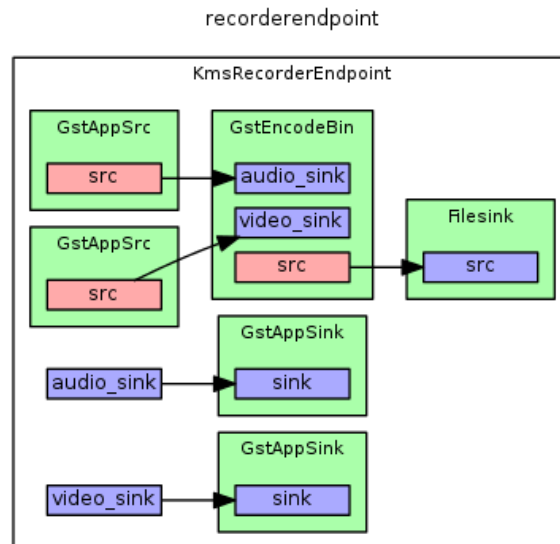 recorderendpoint
KmsRecorderEndpoint
GstAppSrc
src
GstEncodeBin
audio_sink
video_sink
src
Filesink
src
GstAppSrc
src
GstAppSink
audio_sink
sink
GstAppSink
video_sink
sink